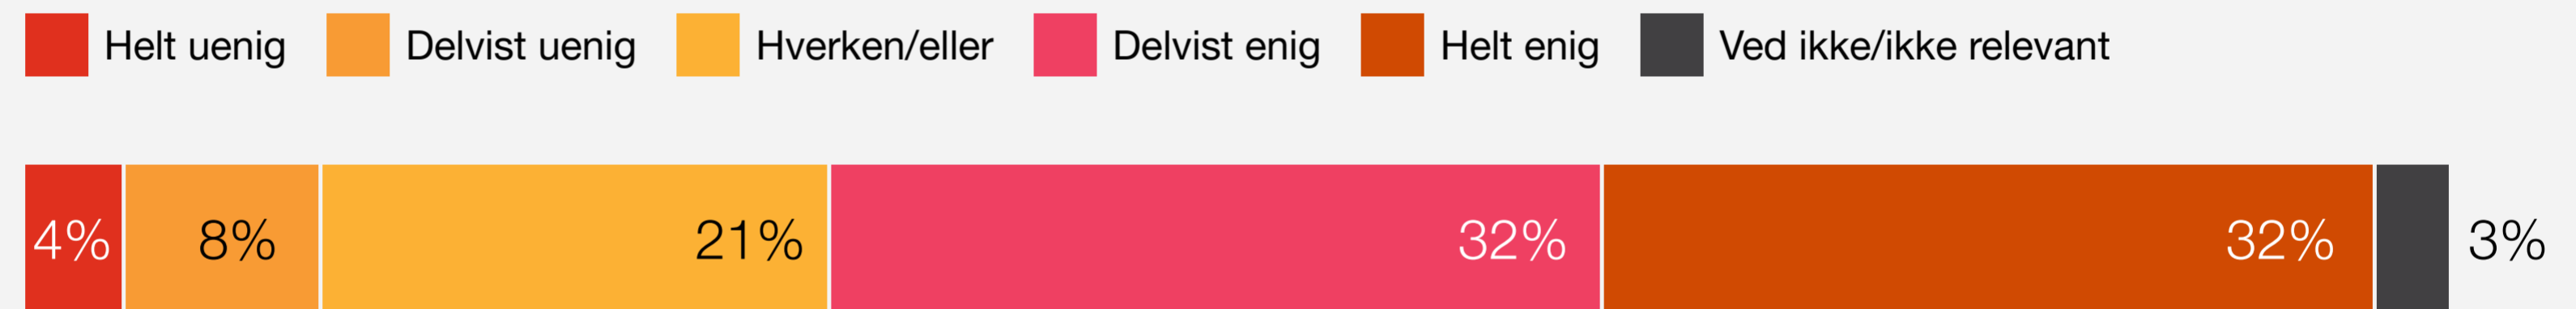 Helt uenig Delvist uenig Hverken/eller Delvist enig Helt enig Ved ikke/ikke relevant
4% 8% 21% 32% 32% 3%